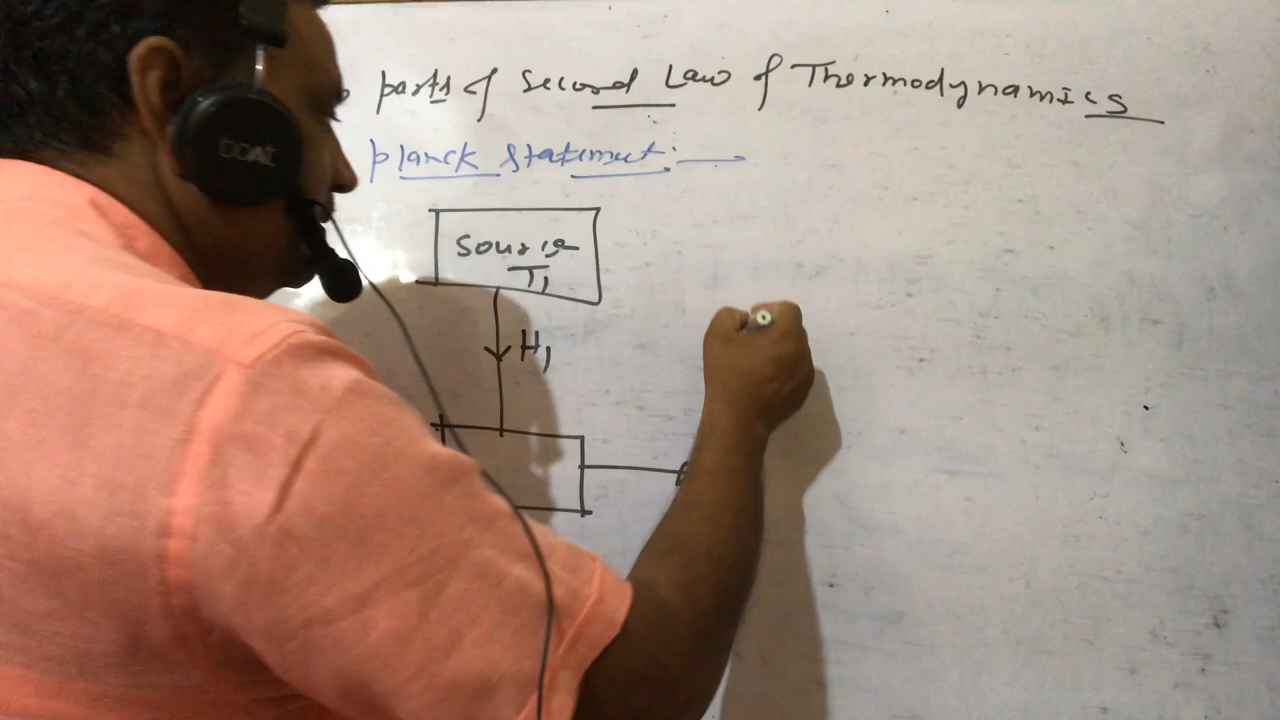 parts of Second Law of Thermodynamics
planck statement:
boAt
Source
T1
H1